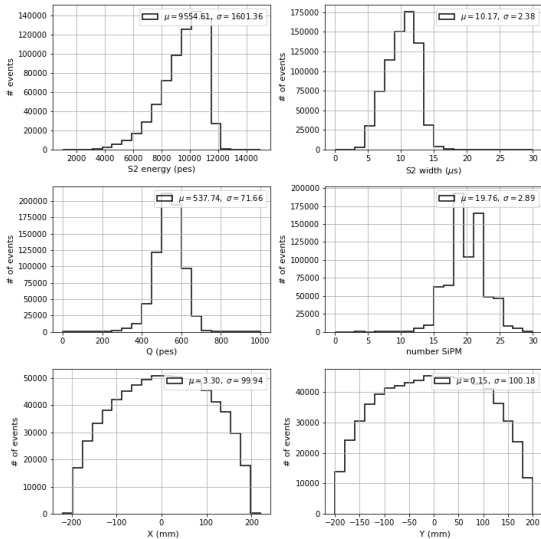 μ = 9554.61, σ = 1601.36
140000
120000
100000
80000
60000
40000
20000
0
# events
2000 4000 6000 8000 10000 12000 14000
S2 energy (pes)
μ = 10.17, σ = 2.38
175000
150000
125000
100000
75000
50000
25000
0
# of events
0 5 10 15 20 25 30
S2 width (μs)
μ = 537.74, σ = 71.66
200000
175000
150000
125000
100000
75000
50000
25000
0
# of events
0 200 400 600 800 1000
Q (pes)
μ = 19.76, σ = 2.89
175000
150000
125000
100000
75000
50000
25000
0
# of events
0 5 10 15 20 25 30
number SiPM
μ = 3.30, σ = 99.94
50000
40000
30000
20000
10000
0
# of events
−200 −100 0 100 200
X (mm)
μ = 0.15, σ = 100.18
40000
30000
20000
10000
0
# of events
−200 −150 −100 −50 0 50 100 150 200
Y (mm)